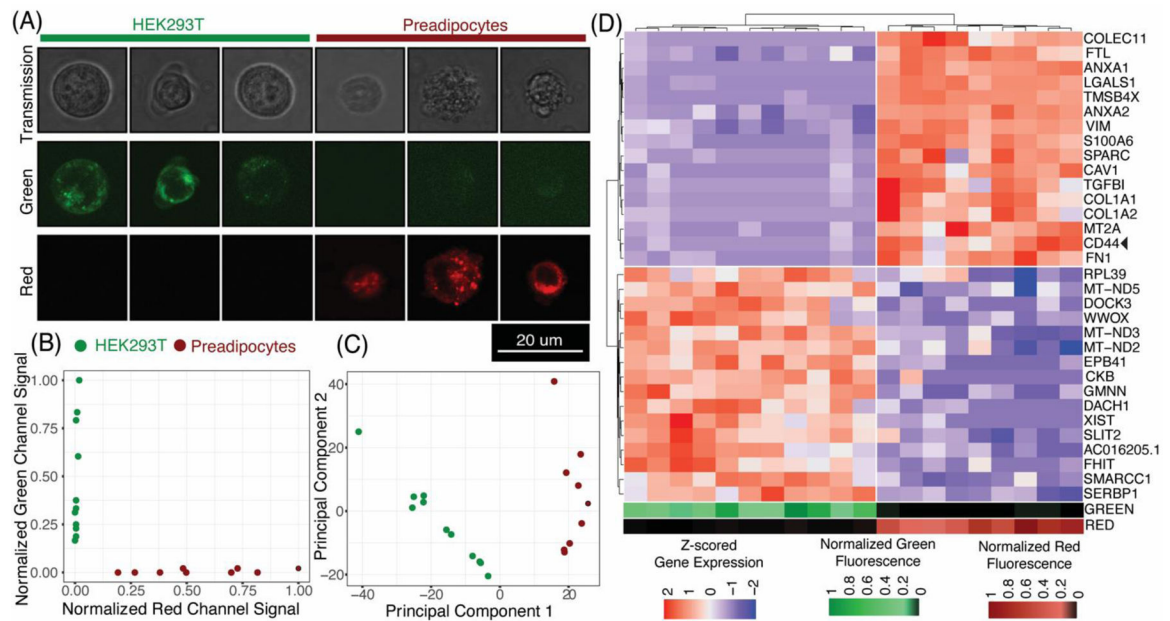 (A)
HEK293T
Preadipocytes
Transmission
Green
Red
20 um
(B)
HEK293T
Preadipocytes
Normalized Green Channel Signal
1.00
0.75
0.50
0.25
0.00
0.00 0.25 0.50 0.75 1.00
Normalized Red Channel Signal
(C)
Principal Component 2
40
20
0
−20
−40 −20 0 20
Principal Component 1
(D)
COLEC11
FTL
ANXA1
LGALS1
TMSB4X
ANXA2
VIM
S100A6
SPARC
CAV1
TGFBI
COL1A1
COL1A2
MT2A
CD44
FN1
RPL39
MT−ND5
DOCK3
WWOX
MT−ND3
MT−ND2
EPB41
CKB
GMNN
DACH1
XIST
SLIT2
AC016205.1
FHIT
SMARCC1
SERBP1
GREEN
RED
Z-scored
Gene Expression
2 1 0 −1 −2
Normalized Green
Fluorescence
1 0.8 0.6 0.4 0.2
Normalized Red
Fluorescence
1 0.8 0.6 0.4 0.2 0